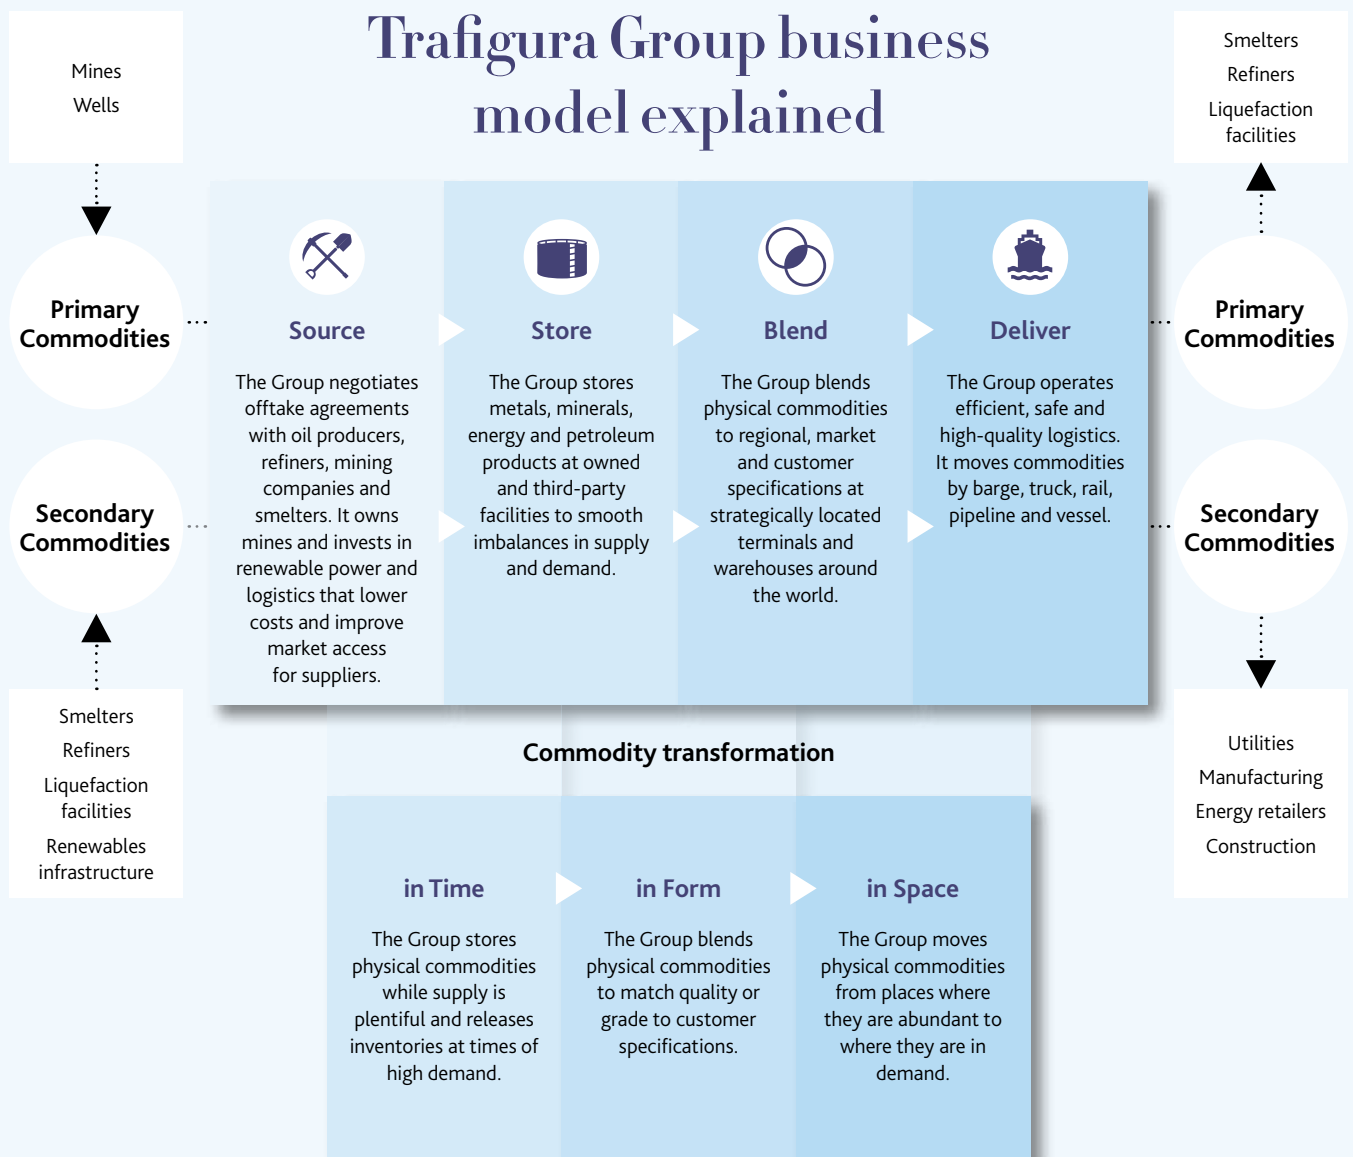 Trafigura Group business
model explained
Mines
Wells
Primary
Commodities
Secondary
Commodities
Smelters
Refiners
Liquefaction
facilities
Renewables
infrastructure
Source
The Group negotiates
offtake agreements
with oil producers,
refiners, mining
companies and
smelters. It owns
mines and invests in
renewable power and
logistics that lower
costs and improve
market access
for suppliers.
Store
The Group stores
metals, minerals,
energy and petroleum
products at owned
and third-party
facilities to smooth
imbalances in supply
and demand.
Blend
The Group blends
physical commodities
to regional, market
and customer
specifications at
strategically located
terminals and
warehouses around
the world.
Deliver
The Group operates
efficient, safe and
high-quality logistics.
It moves commodities
by barge, truck, rail,
pipeline and vessel.
Smelters
Refiners
Liquefaction
facilities
Primary
Commodities
Secondary
Commodities
Utilities
Manufacturing
Energy retailers
Construction
Commodity transformation
in Time
The Group stores
physical commodities
while supply is
plentiful and releases
inventories at times of
high demand.
in Form
The Group blends
physical commodities
to match quality or
grade to customer
specifications.
in Space
The Group moves
physical commodities
from places where
they are abundant to
where they are in
demand.